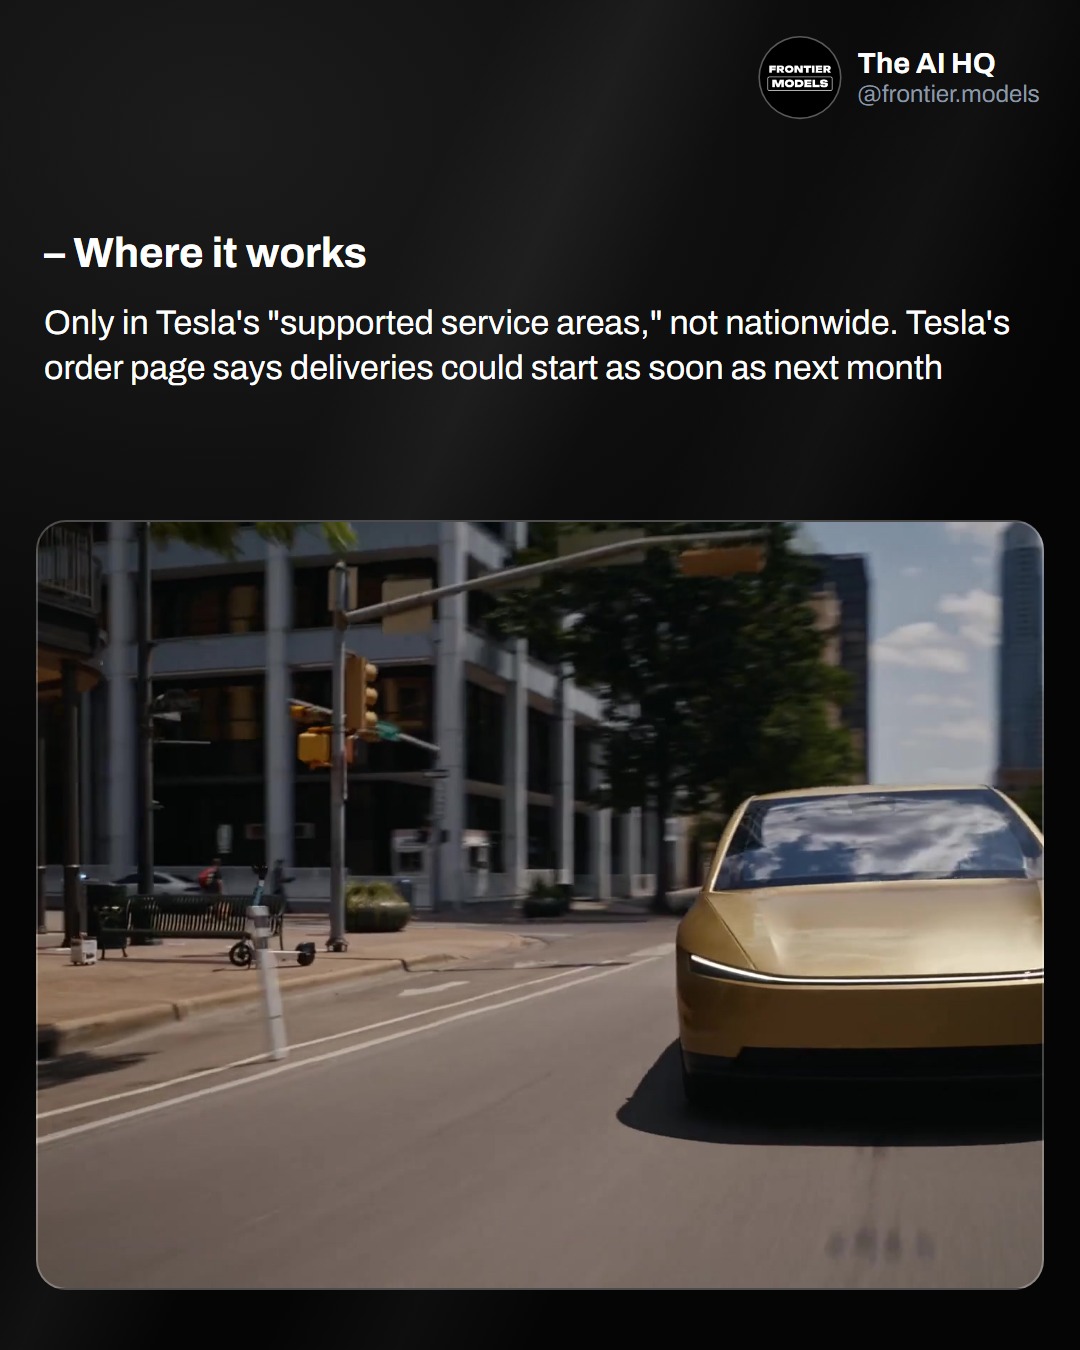 FRONTIER
MODELS
The AI HQ
@frontier.models
– Where it works
Only in Tesla's "supported service areas," not nationwide. Tesla's
order page says deliveries could start as soon as next month